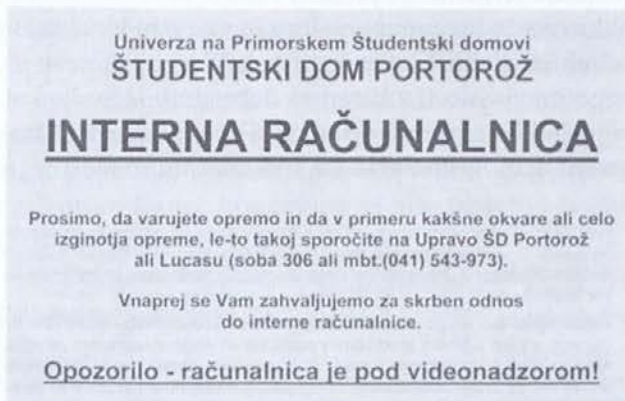 Univerza na Primorskem Študentski domovi
ŠTUDENTSKI DOM PORTOROŽ
INTERNA RAČUNALNICA
Prosimo, da varujete opremo in da v primeru kakšne okvare ali celo
izginotja opreme, le-to takoj sporočite na Upravo ŠD Portorož
ali Lucasu (soba 306 ali mbt.(041) 543-973).
Vnaprej se Vam zahvaljujemo za skrben odnos
do interne računalnice.
Opozorilo - računalnica je pod videonadzorom!